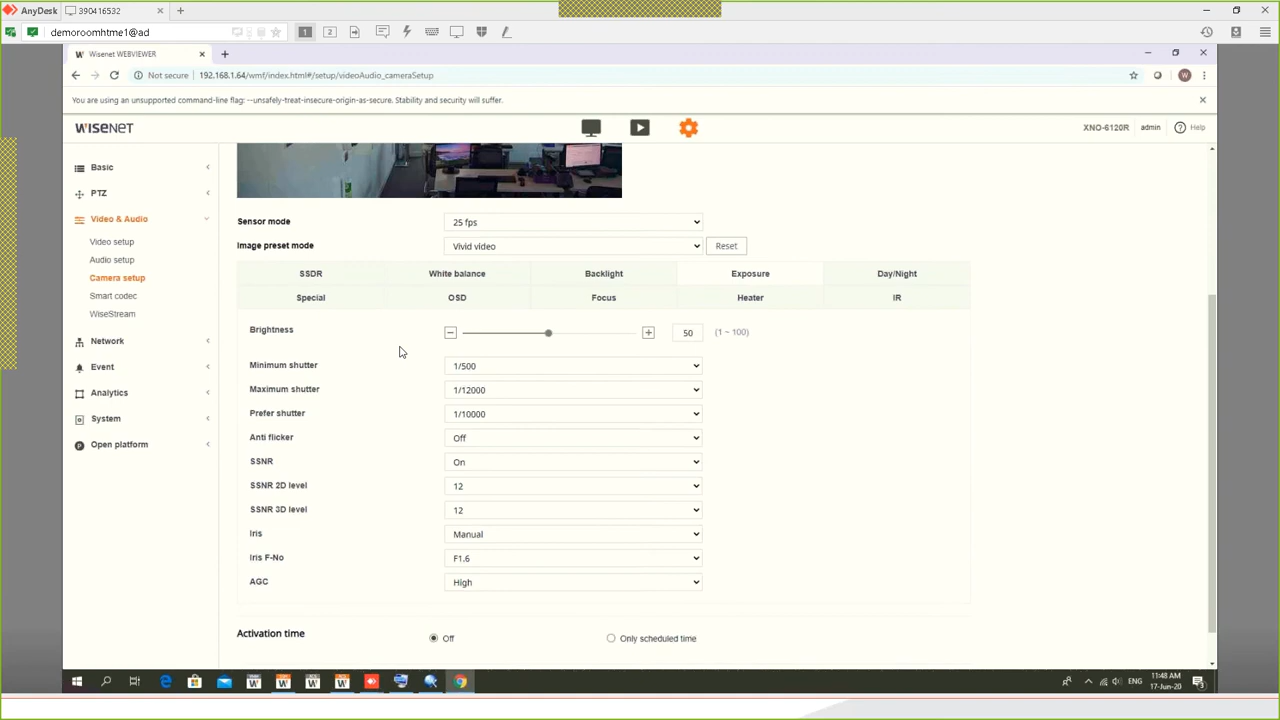 AnyDesk 390416532
demoroomhtme1@ad 1 2
W Wisenet WEBVIEWER
Not secure 192.168.1.64/wmf/index.html#/setup/videoAudio_cameraSetup W
You are using an unsupported command-line flag: --unsafely-treat-insecure-origin-as-secure. Stability and security will suffer.
WISENET XNO-6120R admin ? Help
Basic
PTZ
Video & Audio
Video setup
Audio setup
Camera setup
Smart codec
WiseStream
Network
Event
Analytics
System
Open platform
Sensor mode 25 fps
Image preset mode Vivid video Reset
SSDR White balance Backlight Exposure Day/Night
Special OSD Focus Heater IR
Brightness 50 (1 ~ 100)
Minimum shutter 1/500
Maximum shutter 1/12000
Prefer shutter 1/10000
Anti flicker Off
SSNR On
SSNR 2D level 12
SSNR 3D level 12
Iris Manual
Iris F-No F1.6
AGC High
Activation time Off Only scheduled time
ENG 11:48 AM
17-Jun-20 3